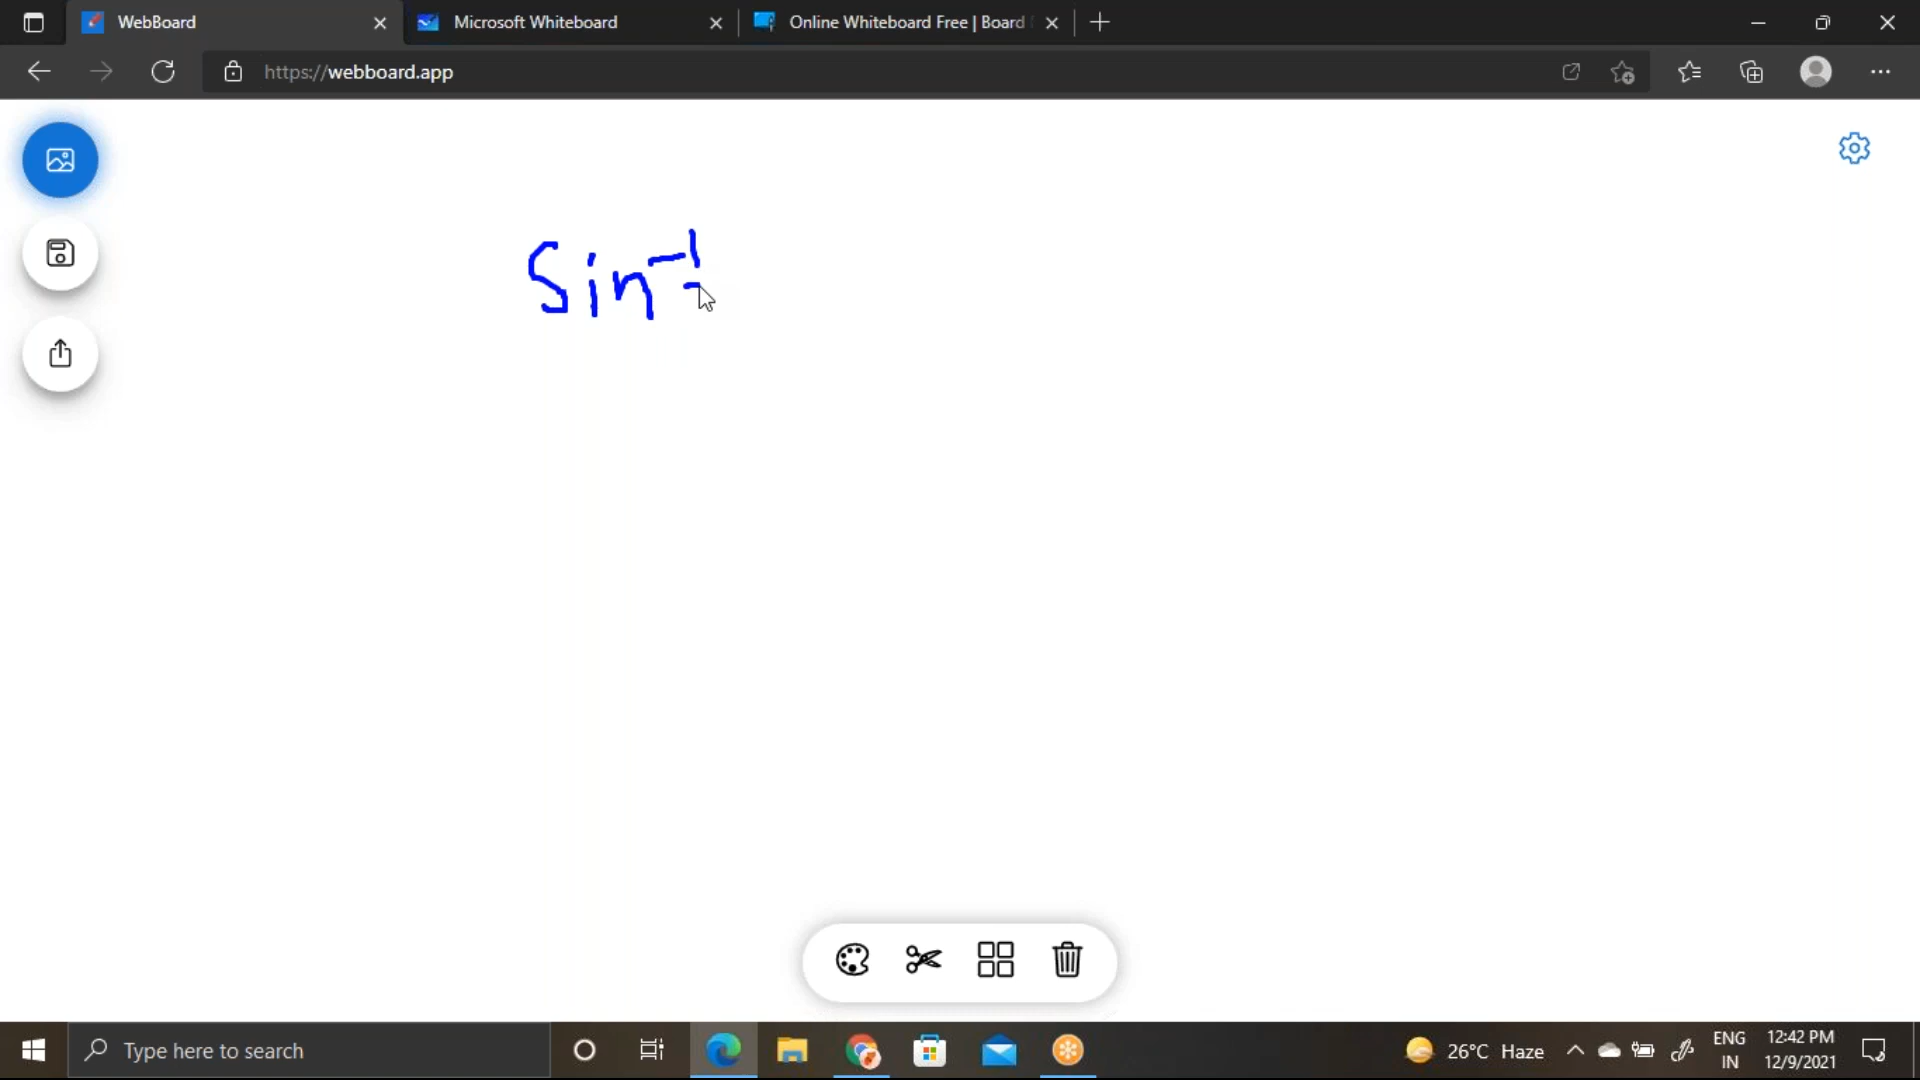 WebBoard
Microsoft Whiteboard
Online Whiteboard Free | Board
https://webboard.app
Sin⁻¹
Type here to search
26°C Haze
ENG
IN
12:42 PM
12/9/2021